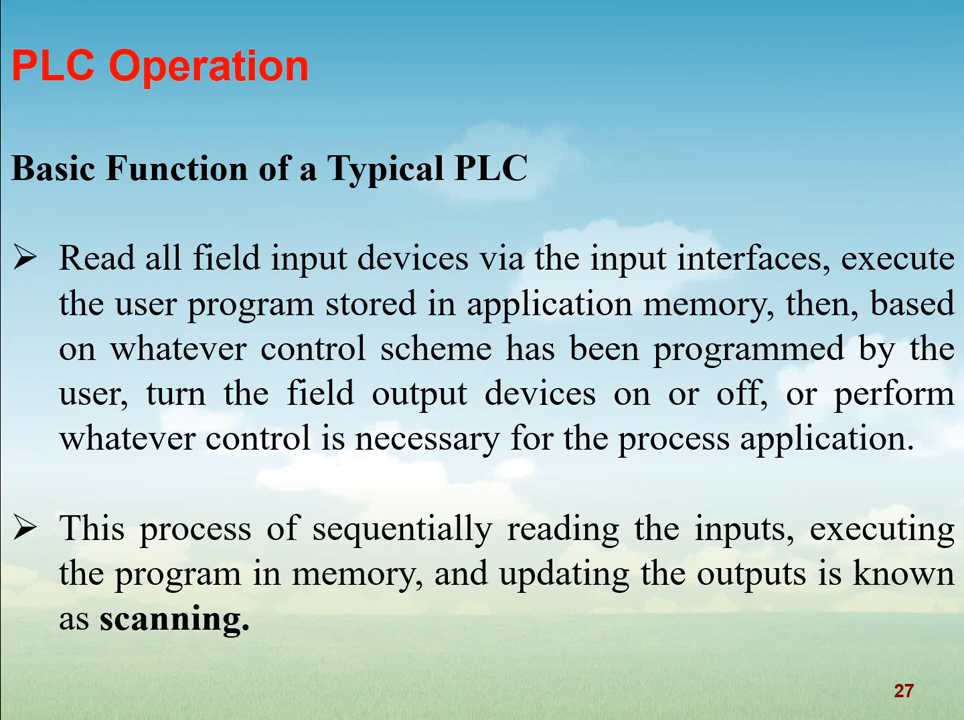 PLC Operation
Basic Function of a Typical PLC
➢ Read all field input devices via the input interfaces, execute
the user program stored in application memory, then, based
on whatever control scheme has been programmed by the
user, turn the field output devices on or off, or perform
whatever control is necessary for the process application.
➢ This process of sequentially reading the inputs, executing
the program in memory, and updating the outputs is known
as scanning.
27